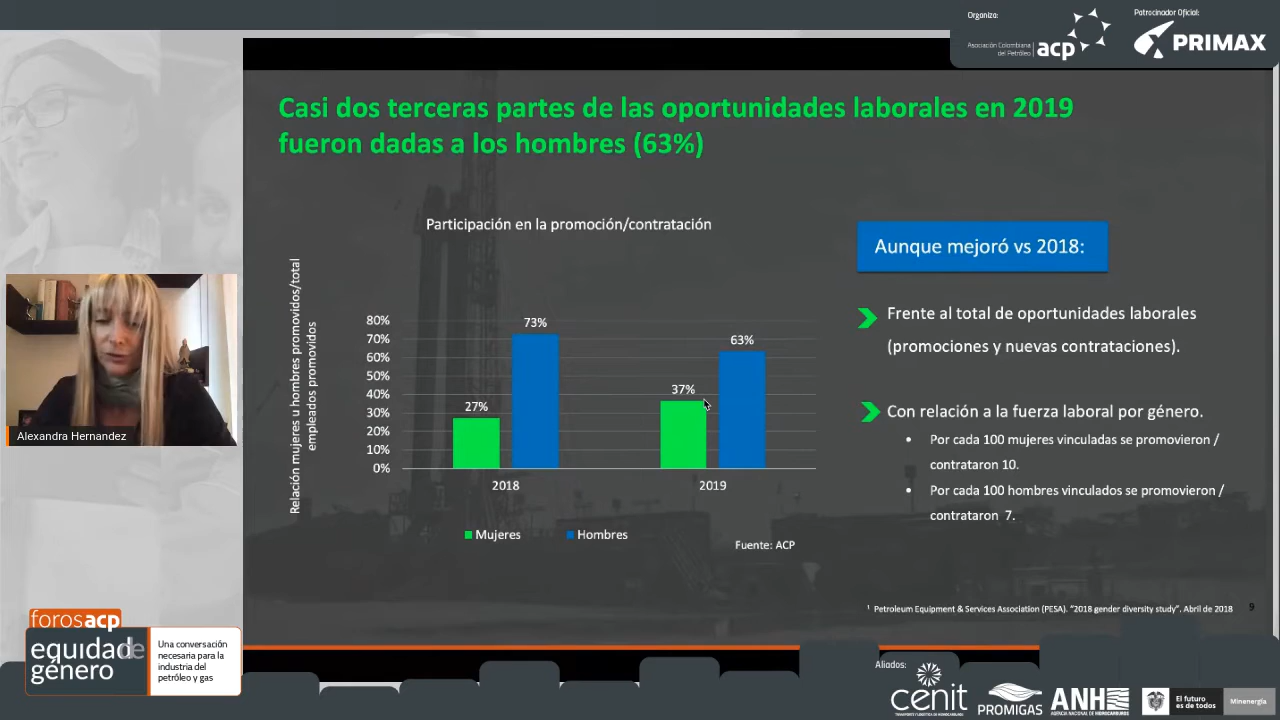 Organiza:
Asociación Colombiana
del Petróleo
acp
Patrocinador Oficial:
PRIMAX
Casi dos terceras partes de las oportunidades laborales en 2019
fueron dadas a los hombres (63%)
Participación en la promoción/contratación
Relación mujeres u hombres promovidos/total
empleados promovidos
80%
70%
60%
50%
40%
30%
20%
10%
0%
27%
73%
37%
63%
2018
2019
Mujeres
Hombres
Fuente: ACP
Aunque mejoró vs 2018:
Frente al total de oportunidades laborales
(promociones y nuevas contrataciones).
Con relación a la fuerza laboral por género.
• Por cada 100 mujeres vinculadas se promovieron /
contrataron 10.
• Por cada 100 hombres vinculados se promovieron /
contrataron 7.
1 Petroleum Equipment & Services Association (PESA). “2018 gender diversity study”. Abril de 2018
9
Alexandra Hernandez
forosacp
equidad de
género
Una conversación
necesaria para la
industria del
petróleo y gas
Aliados:
cenit
TRANSPORTE Y LOGÍSTICA DE HIDROCARBUROS
PROMIGAS
ANH
AGENCIA NACIONAL DE HIDROCARBUROS
El futuro
es de todos
Minenergía